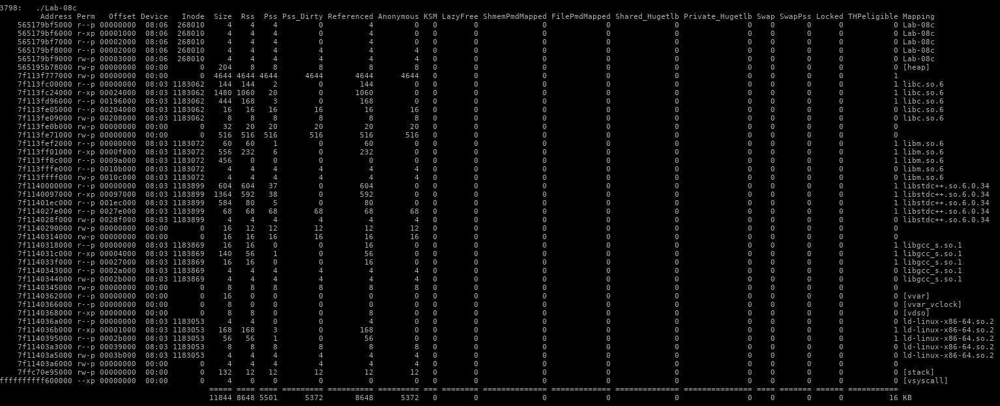 3798:   ./Lab-08c
Address Perm Offset Device Inode Size Rss Pss Pss_Dirty Referenced Anonymous KSM LazyFree ShmemPmdMapped FilePmdMapped Shared_Hugetlb Private_Hugetlb Swap SwapPss Locked THPeligible Mapping
565179bf5000 r--p 00000000 08:06 268010 4 4 4 0 4 0 0 0 0 0 0 0 0 0 0 0 Lab-08c
565179bf6000 r-xp 00001000 08:06 268010 4 4 4 0 4 0 0 0 0 0 0 0 0 0 0 0 Lab-08c
565179bf7000 r--p 00002000 08:06 268010 4 4 4 0 4 0 0 0 0 0 0 0 0 0 0 0 Lab-08c
565179bf8000 r--p 00002000 08:06 268010 4 4 4 4 4 4 0 0 0 0 0 0 0 0 0 0 Lab-08c
565179bf9000 rw-p 00003000 08:06 268010 4 4 4 4 4 4 0 0 0 0 0 0 0 0 0 0 Lab-08c
565195b78000 rw-p 00000000 00:00 0 204 8 8 8 8 8 0 0 0 0 0 0 0 0 0 0 [heap]
7f113f777000 rw-p 00000000 00:00 0 4644 4644 4644 4644 4644 4644 0 0 0 0 0 0 0 0 0 1
7f113fc00000 r--p 00000000 08:03 1183062 144 144 2 0 144 0 0 0 0 0 0 0 0 0 0 1 libc.so.6
7f113fc24000 r-xp 00024000 08:03 1183062 1480 1060 20 0 1060 0 0 0 0 0 0 0 0 0 0 1 libc.so.6
7f113fd96000 r--p 00196000 08:03 1183062 444 168 3 0 168 0 0 0 0 0 0 0 0 0 0 1 libc.so.6
7f113fe05000 r--p 00204000 08:03 1183062 16 16 16 16 16 16 0 0 0 0 0 0 0 0 0 0 libc.so.6
7f113fe09000 rw-p 00208000 08:03 1183062 8 8 8 8 8 8 0 0 0 0 0 0 0 0 0 0 libc.so.6
7f113fe0b000 rw-p 00000000 00:00 0 32 20 20 20 20 20 0 0 0 0 0 0 0 0 0 0
7f113fe71000 rw-p 00000000 00:00 0 516 516 516 516 516 516 0 0 0 0 0 0 0 0 0 0
7f113fef2000 r--p 00000000 08:03 1183072 60 60 1 0 60 0 0 0 0 0 0 0 0 0 0 1 libm.so.6
7f113ff01000 r-xp 0000f000 08:03 1183072 556 232 6 0 232 0 0 0 0 0 0 0 0 0 0 1 libm.so.6
7f113ff8c000 r--p 0009a000 08:03 1183072 456 0 0 0 0 0 0 0 0 0 0 0 0 0 0 1 libm.so.6
7f113fffe000 r--p 0010b000 08:03 1183072 4 4 4 4 4 4 0 0 0 0 0 0 0 0 0 0 libm.so.6
7f113ffff000 rw-p 0010c000 08:03 1183072 4 4 4 4 4 4 0 0 0 0 0 0 0 0 0 0 libm.so.6
7f1140000000 r--p 00000000 08:03 1183899 604 604 37 0 604 0 0 0 0 0 0 0 0 0 0 1 libstdc++.so.6.0.34
7f1140097000 r-xp 00097000 08:03 1183899 1364 592 38 0 592 0 0 0 0 0 0 0 0 0 0 1 libstdc++.so.6.0.34
7f11401ec000 r--p 001ec000 08:03 1183899 584 80 5 0 80 0 0 0 0 0 0 0 0 0 0 1 libstdc++.so.6.0.34
7f114027e000 r--p 0027e000 08:03 1183899 68 68 68 68 68 68 0 0 0 0 0 0 0 0 0 1 libstdc++.so.6.0.34
7f114028f000 rw-p 0028f000 08:03 1183899 4 4 4 4 4 4 0 0 0 0 0 0 0 0 0 0 libstdc++.so.6.0.34
7f1140290000 rw-p 00000000 00:00 0 16 12 12 12 12 12 0 0 0 0 0 0 0 0 0 0
7f1140314000 rw-p 00000000 00:00 0 16 16 16 16 16 16 0 0 0 0 0 0 0 0 0 0
7f1140318000 r--p 00000000 08:03 1183869 16 16 0 0 16 0 0 0 0 0 0 0 0 0 0 1 libgcc_s.so.1
7f114031c000 r-xp 00004000 08:03 1183869 140 56 1 0 56 0 0 0 0 0 0 0 0 0 0 1 libgcc_s.so.1
7f114033f000 r--p 00027000 08:03 1183869 16 16 0 0 16 0 0 0 0 0 0 0 0 0 0 1 libgcc_s.so.1
7f1140343000 r--p 0002a000 08:03 1183869 4 4 4 4 4 4 0 0 0 0 0 0 0 0 0 0 libgcc_s.so.1
7f1140344000 rw-p 0002b000 08:03 1183869 4 4 4 4 4 4 0 0 0 0 0 0 0 0 0 0 libgcc_s.so.1
7f1140345000 rw-p 00000000 00:00 0 8 8 8 8 8 8 0 0 0 0 0 0 0 0 0 0
7f1140362000 r--p 00000000 00:00 0 16 0 0 0 0 0 0 0 0 0 0 0 0 0 0 0 [vvar]
7f1140366000 r--p 00000000 00:00 0 8 0 0 0 0 0 0 0 0 0 0 0 0 0 0 0 [vvar_vclock]
7f1140368000 r-xp 00000000 00:00 0 8 8 0 0 8 0 0 0 0 0 0 0 0 0 0 0 [vdso]
7f114036a000 r--p 00000000 08:03 1183053 4 4 0 0 4 0 0 0 0 0 0 0 0 0 0 0 ld-linux-x86-64.so.2
7f114036b000 r-xp 00001000 08:03 1183053 168 168 3 0 168 0 0 0 0 0 0 0 0 0 0 1 ld-linux-x86-64.so.2
7f1140395000 r--p 0002b000 08:03 1183053 56 56 1 0 56 0 0 0 0 0 0 0 0 0 0 1 ld-linux-x86-64.so.2
7f11403a3000 r--p 00039000 08:03 1183053 8 8 8 8 8 8 0 0 0 0 0 0 0 0 0 0 ld-linux-x86-64.so.2
7f11403a5000 rw-p 0003b000 08:03 1183053 4 4 4 4 4 4 0 0 0 0 0 0 0 0 0 0 ld-linux-x86-64.so.2
7f11403a6000 rw-p 00000000 00:00 0 4 4 4 4 4 4 0 0 0 0 0 0 0 0 0 0
7ffc70e95000 rw-p 00000000 00:00 0 132 12 12 12 12 12 0 0 0 0 0 0 0 0 0 0 [stack]
ffffffffff600000 --xp 00000000 00:00 0 4 0 0 0 0 0 0 0 0 0 0 0 0 0 0 0 [vsyscall]
===== ==== ==== ========= ========== ========= === ======== ============== ============= ============== =============== ==== ======= ====== ===========
11844 8648 5501 5372 8648 5372 0 0 0 0 0 0 0 0 0 16 KB